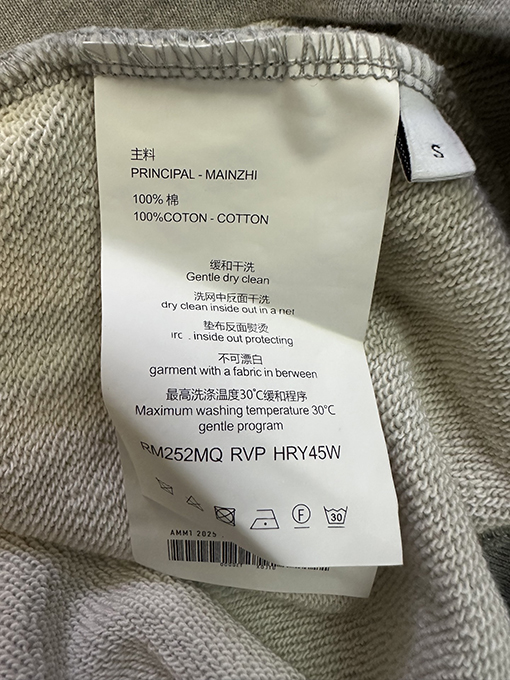 S
主料
PRINCIPAL - MAINZHI
100% 棉
100%COTON - COTTON
缓和干洗
Gentle dry clean
洗网中反面干洗
dry clean inside out in a net
垫布反面熨烫
inside out protecting
不可漂白
garment with a fabric in berween
最高洗涤温度30℃缓和程序
Maximum washing temperature 30℃
gentle program
RM252MQ RVP HRY45W
F
30
AMM1 2025